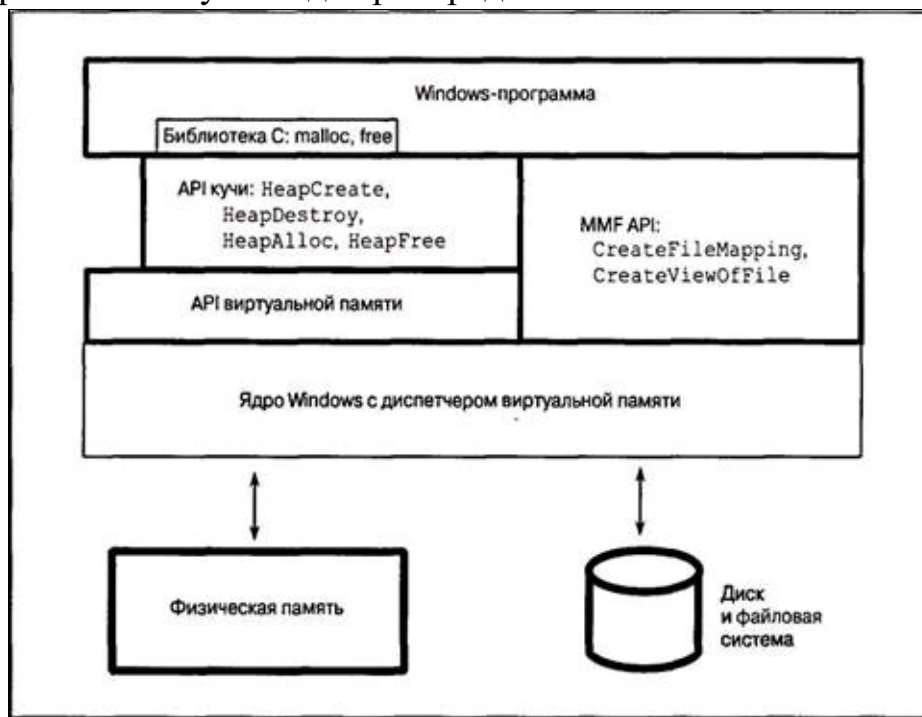 Windows-программа
Библиотека C: malloc, free
API кучи: HeapCreate,
HeapDestroy,
HeapAlloc, HeapFree
MMF API:
CreateFileMapping,
CreateViewOfFile
API виртуальной памяти
Ядро Windows с диспетчером виртуальной памяти
Физическая память
Диск
и файловая
система